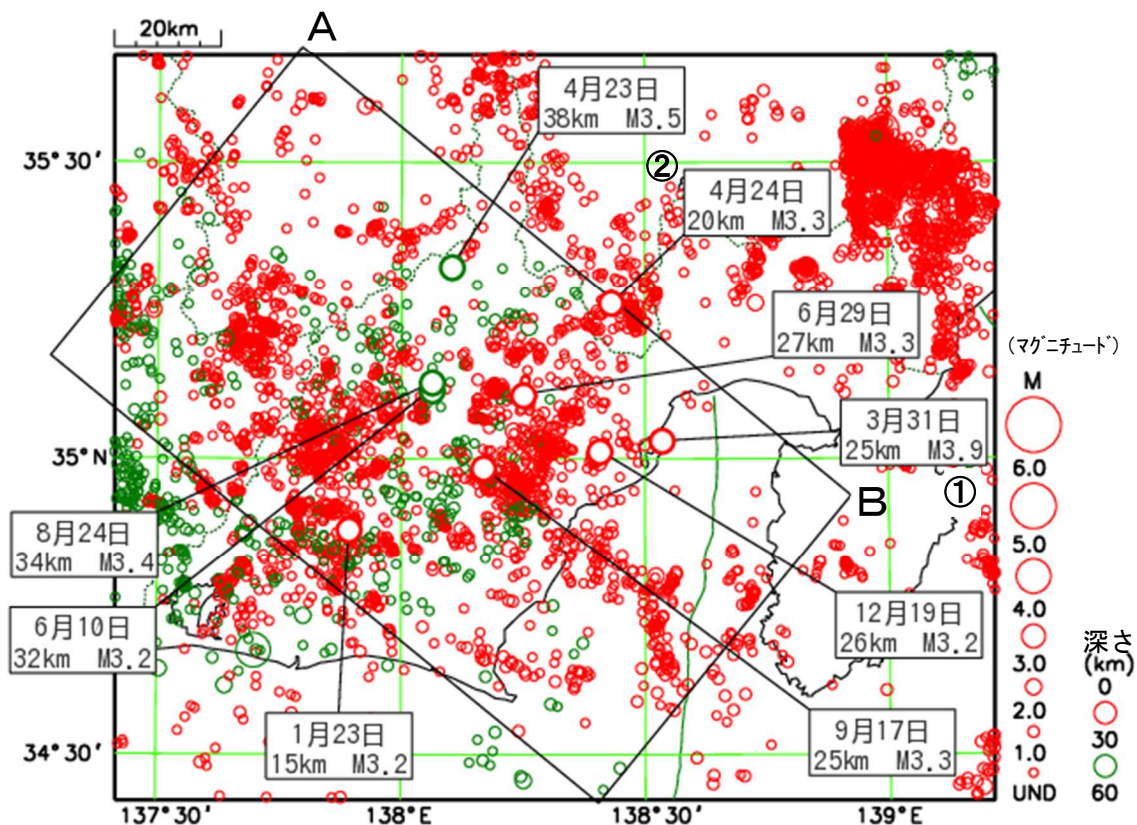 20km
A
4月23日
38km M3.5
35°30′
②
4月24日
20km M3.3
6月29日
27km M3.3
(マグニチュード)
M
3月31日
25km M3.9
35°N
6.0
B
①
8月24日
34km M3.4
5.0
4.0
6月10日
32km M3.2
12月19日
26km M3.2
深さ
(km)
3.0
0
2.0
1月23日
15km M3.2
9月17日
25km M3.3
30
34°30′
1.0
UND
60
137°30′
138°E
138°30′
139°E